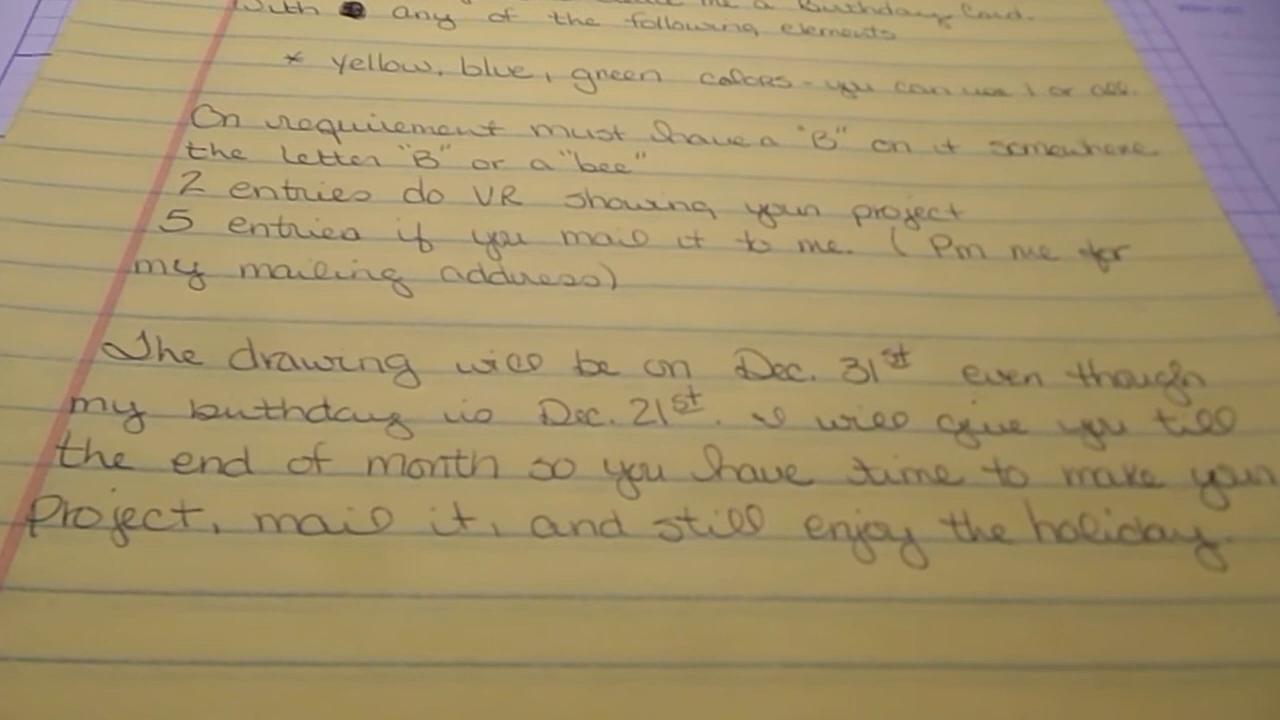 me a Birthday Card.
With any of the following elements
* yellow, blue, green colors - you can use 1 or all.
On requirement must have a "B" on it somewhere
the letter "B" or a "bee"
2 entries do VR showing your project
5 entries if you mail it to me. (Pm me for
my mailing address)
The drawing will be on Dec. 31st even though
my birthday is Dec. 21st. I will give you till
the end of month so you have time to make your
Project, mail it, and still enjoy the holiday.